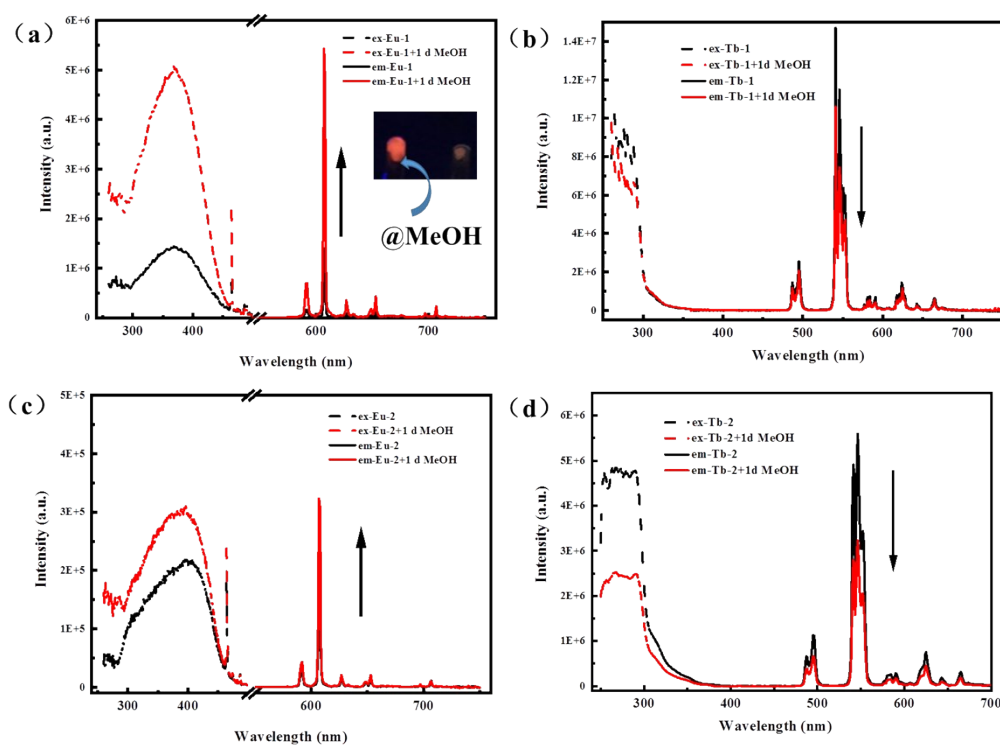 (a)
5E+6
6E+6
5E+6
4E+6
3E+6
2E+6
1E+6
0
Intensity (a.u.)
ex-Eu-1
ex-Eu-1+1 d MeOH
em-Eu-1
em-Eu-1+1 d MeOH
@MeOH
300 400 600 700
Wavelength (nm)
(b)
1.4E+7
1.2E+7
1E+7
8E+6
6E+6
4E+6
2E+6
0
Intensity (a.u.)
ex-Tb-1
ex-Tb-1+1d MeOH
em-Tb-1
em-Tb-1+1d MeOH
300 400 500 600 700
Wavelength (nm)
(c)
5E+5
4E+5
3E+5
2E+5
1E+5
0
Intensity (a.u.)
ex-Eu-2
ex-Eu-2+1 d MeOH
em-Eu-2
em-Eu-2+1 d MeOH
300 400 600 700
Wavelength (nm)
(d)
6E+6
5E+6
4E+6
3E+6
2E+6
1E+6
0
Intensity (a.u.)
ex-Tb-2
ex-Tb-2+1d MeOH
em-Tb-2
em-Tb-2+1d MeOH
300 400 500 600 700
Wavelength (nm)